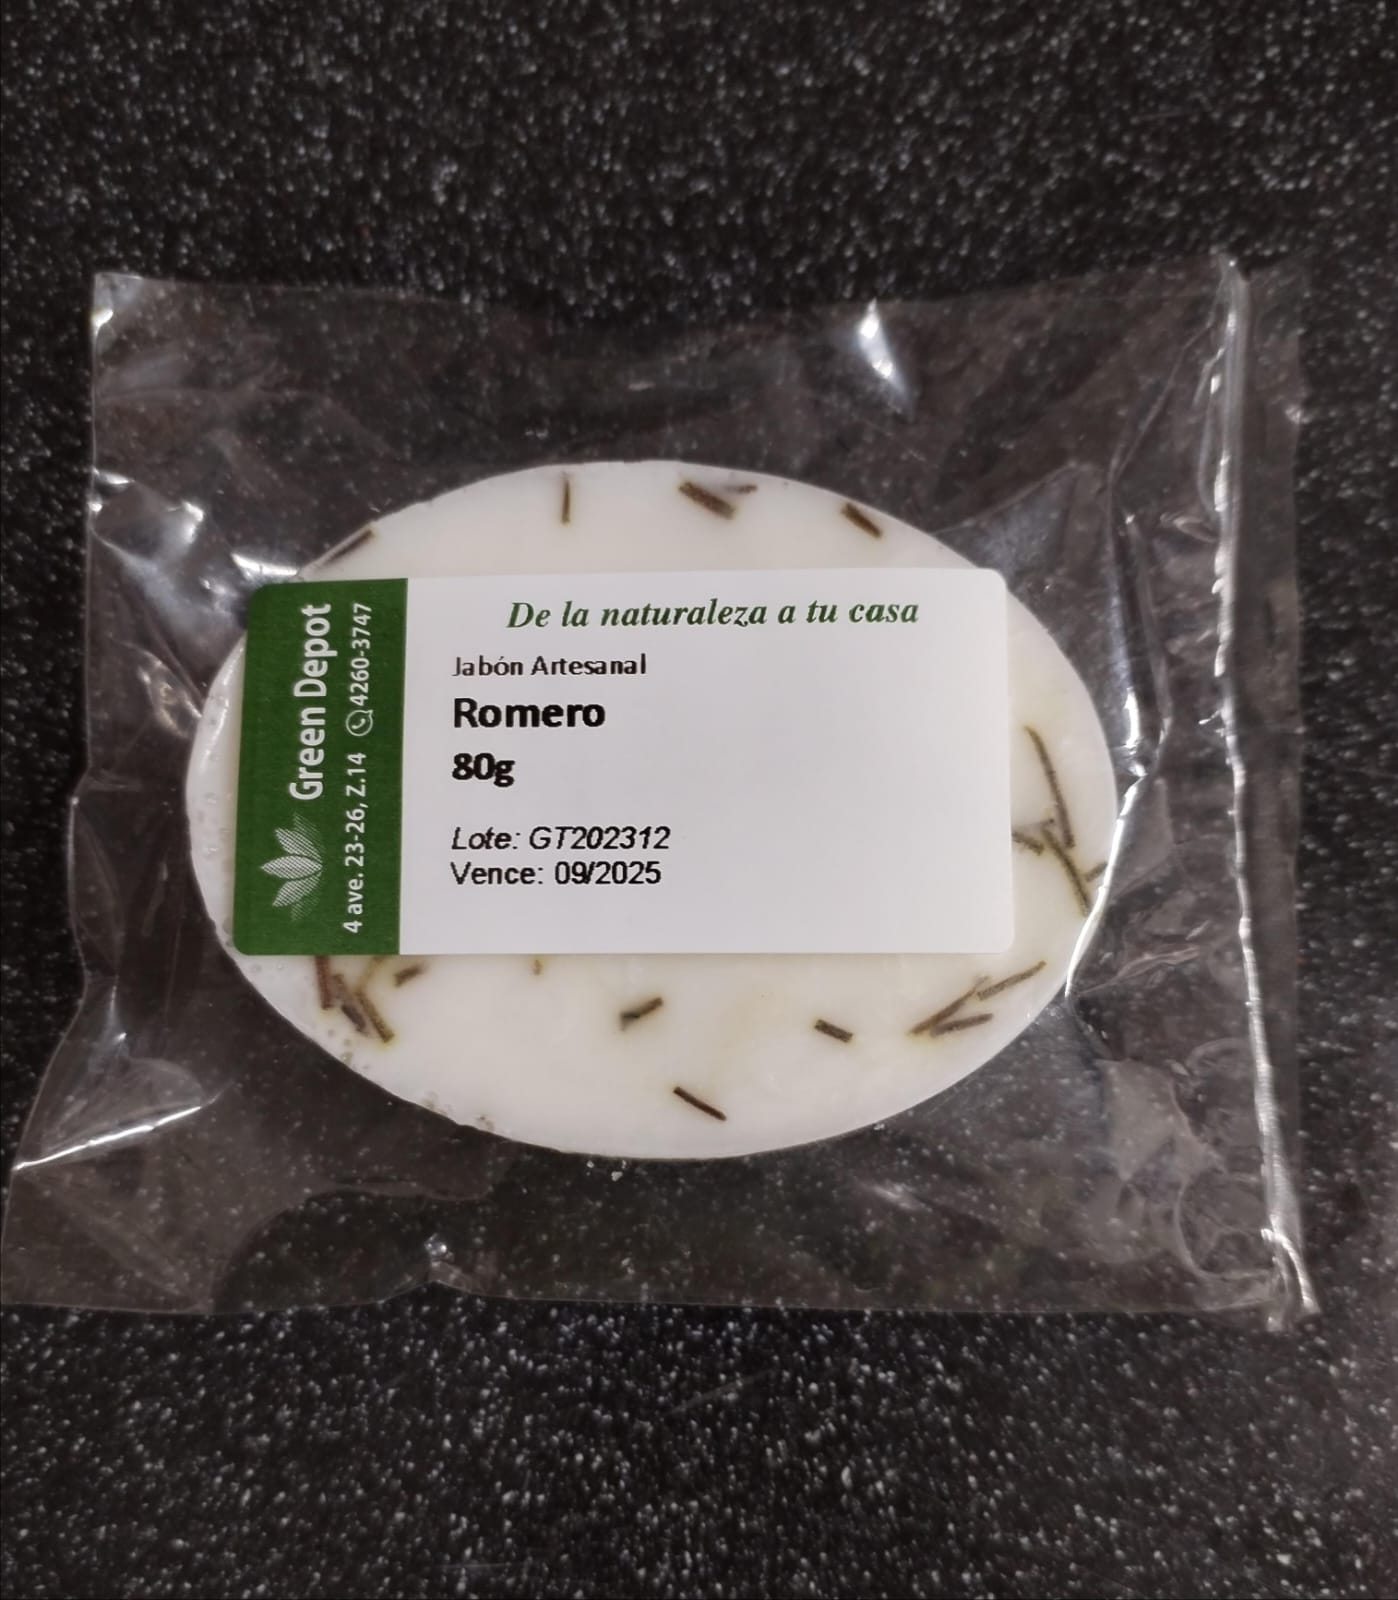 Green Depot
4 ave. 23-26, Z.14 4260-3747
De la naturaleza a tu casa
Jabón Artesanal
Romero
80g
Lote: GT202312
Vence: 09/2025